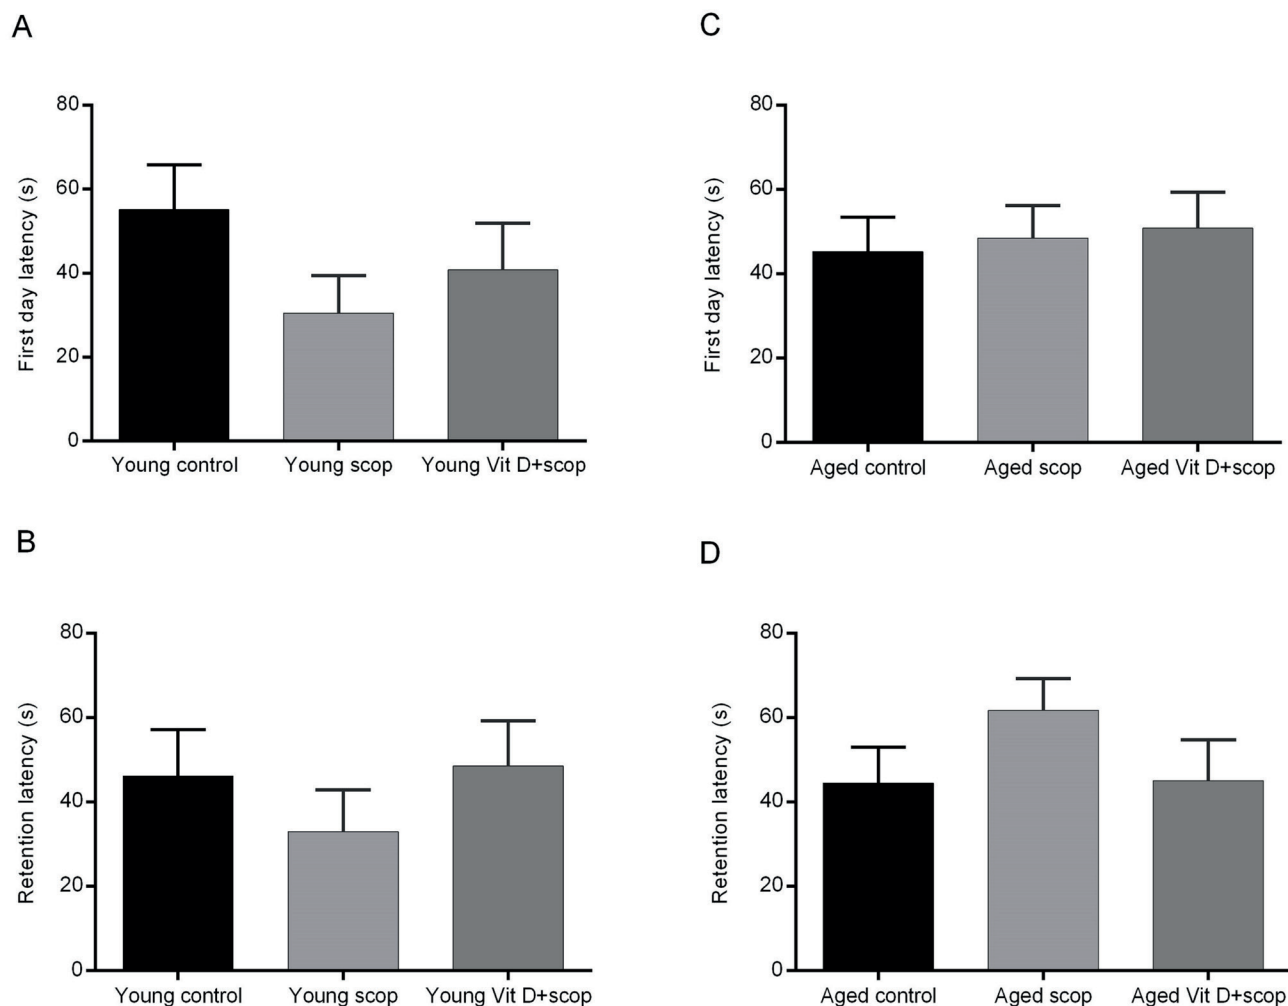 A
First day latency (s)
80
60
40
20
0
Young control Young scop Young Vit D+scop
C
First day latency (s)
80
60
40
20
0
Aged control Aged scop Aged Vit D+scop
B
Retention latency (s)
80
60
40
20
0
Young control Young scop Young Vit D+scop
D
Retention latency (s)
80
60
40
20
0
Aged control Aged scop Aged Vit D+scop